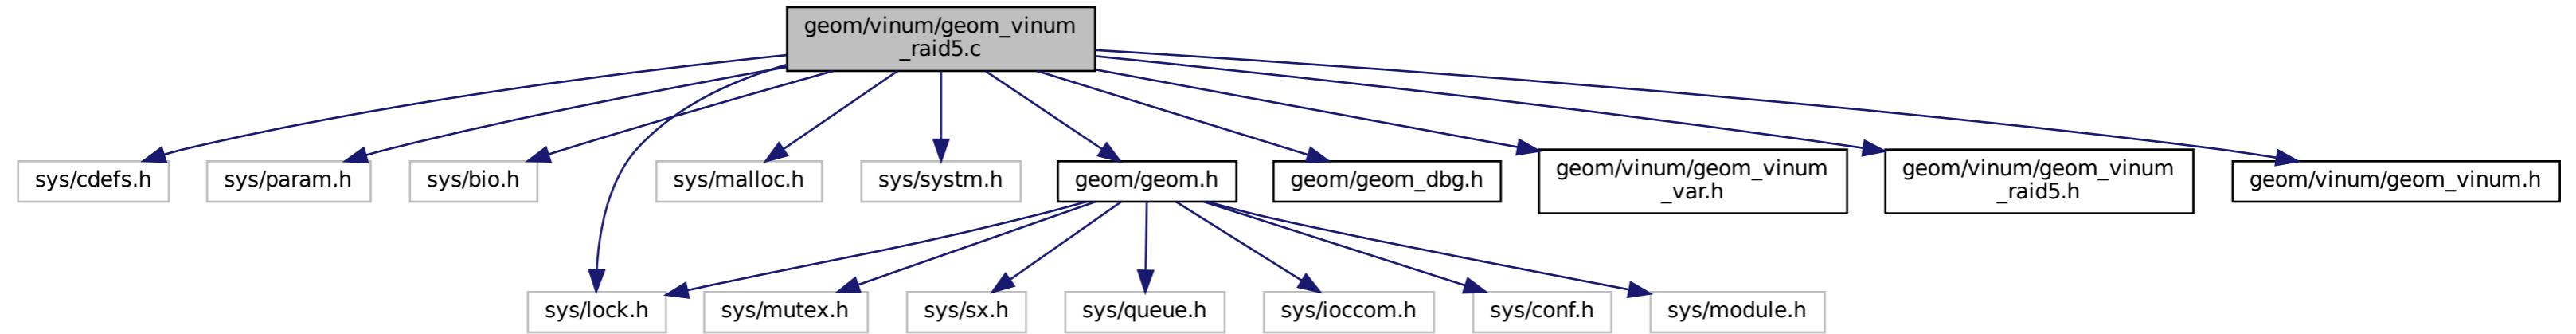 geom/vinum/geom_vinum
_raid5.c
sys/cdefs.h
sys/param.h
sys/bio.h
sys/malloc.h
sys/systm.h
geom/geom.h
geom/geom_dbg.h
geom/vinum/geom_vinum
_var.h
geom/vinum/geom_vinum
_raid5.h
geom/vinum/geom_vinum.h
sys/lock.h
sys/mutex.h
sys/sx.h
sys/queue.h
sys/ioccom.h
sys/conf.h
sys/module.h